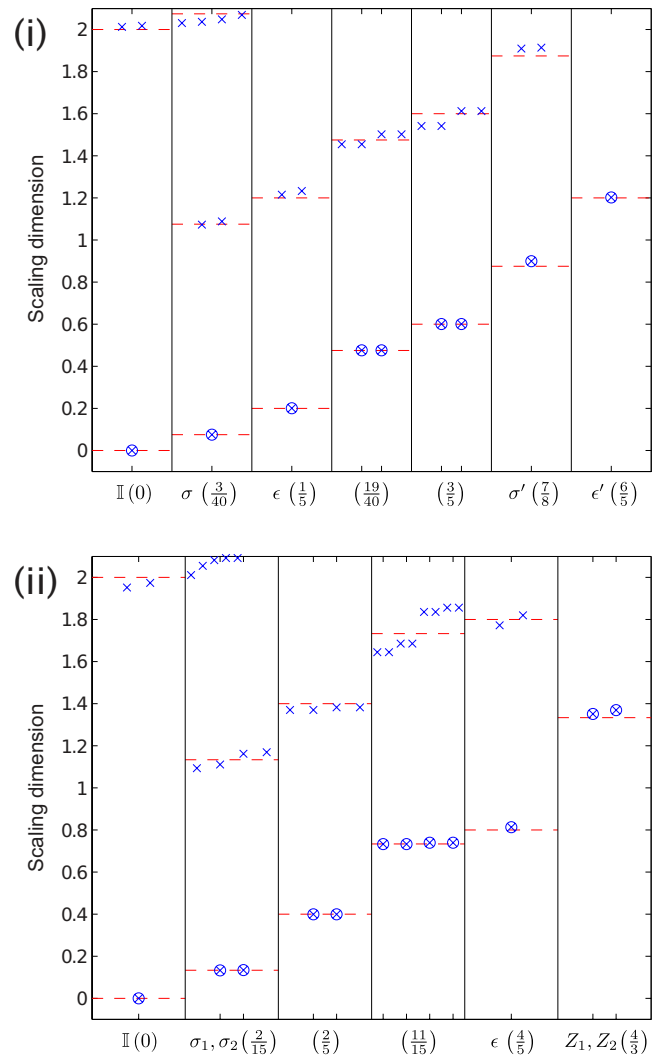 (i)
Scaling dimension
2
1.8
1.6
1.4
1.2
1
0.8
0.6
0.4
0.2
0
𝕀 (0)
σ (3/40)
ϵ (1/5)
(19/40)
(3/5)
σ′ (7/8)
ϵ′ (6/5)
(ii)
Scaling dimension
2
1.8
1.6
1.4
1.2
1
0.8
0.6
0.4
0.2
0
𝕀 (0)
σ₁, σ₂(2/15)
(2/5)
(11/15)
ϵ (4/5)
Z₁, Z₂(4/3)